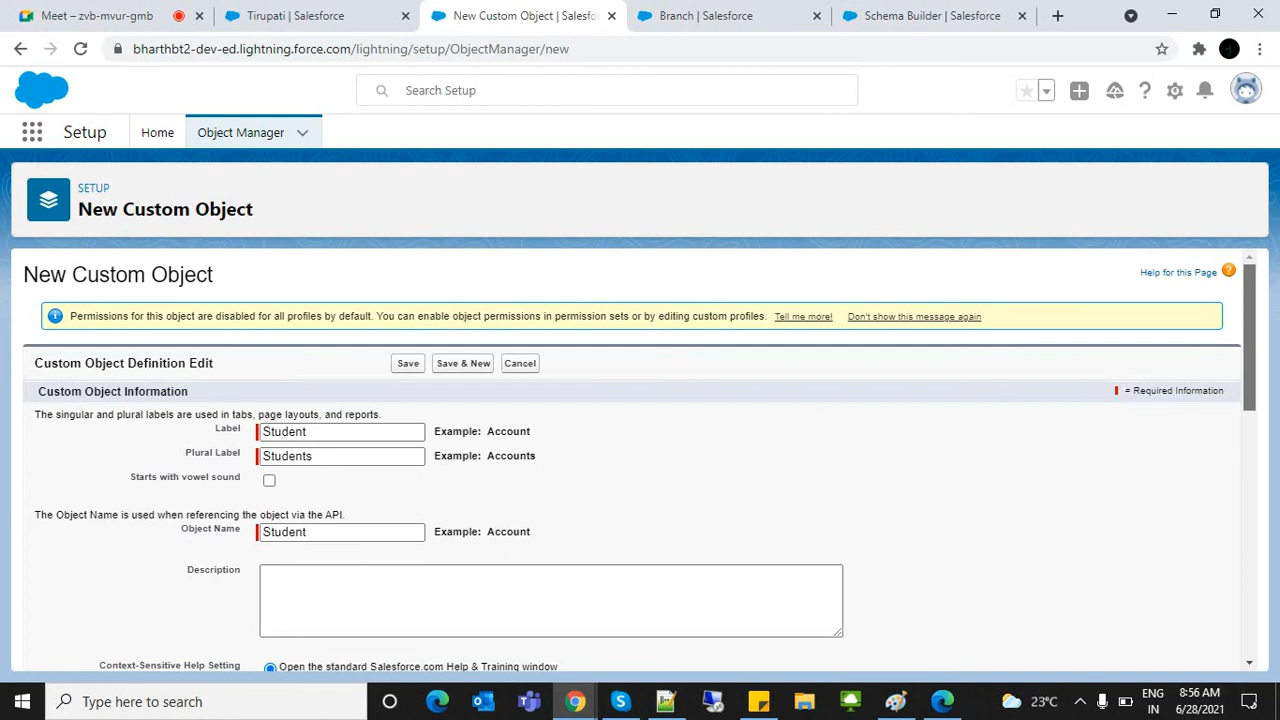 Meet – zvb-mvur-gmb
Tirupati | Salesforce
New Custom Object | Salesfo
Branch | Salesforce
Schema Builder | Salesforce
bharthbt2-dev-ed.lightning.force.com/lightning/setup/ObjectManager/new
Search Setup
Setup
Home
Object Manager
SETUP
New Custom Object
New Custom Object
Help for this Page
Permissions for this object are disabled for all profiles by default. You can enable object permissions in permission sets or by editing custom profiles. Tell me more! Don't show this message again
Custom Object Definition Edit
Save
Save & New
Cancel
Custom Object Information
= Required Information
The singular and plural labels are used in tabs, page layouts, and reports.
Label
Student
Example: Account
Plural Label
Students
Example: Accounts
Starts with vowel sound
The Object Name is used when referencing the object via the API.
Object Name
Student
Example: Account
Description
Context-Sensitive Help Setting
Open the standard Salesforce.com Help & Training window
Type here to search
23°C
ENG
IN
8:56 AM
6/28/2021